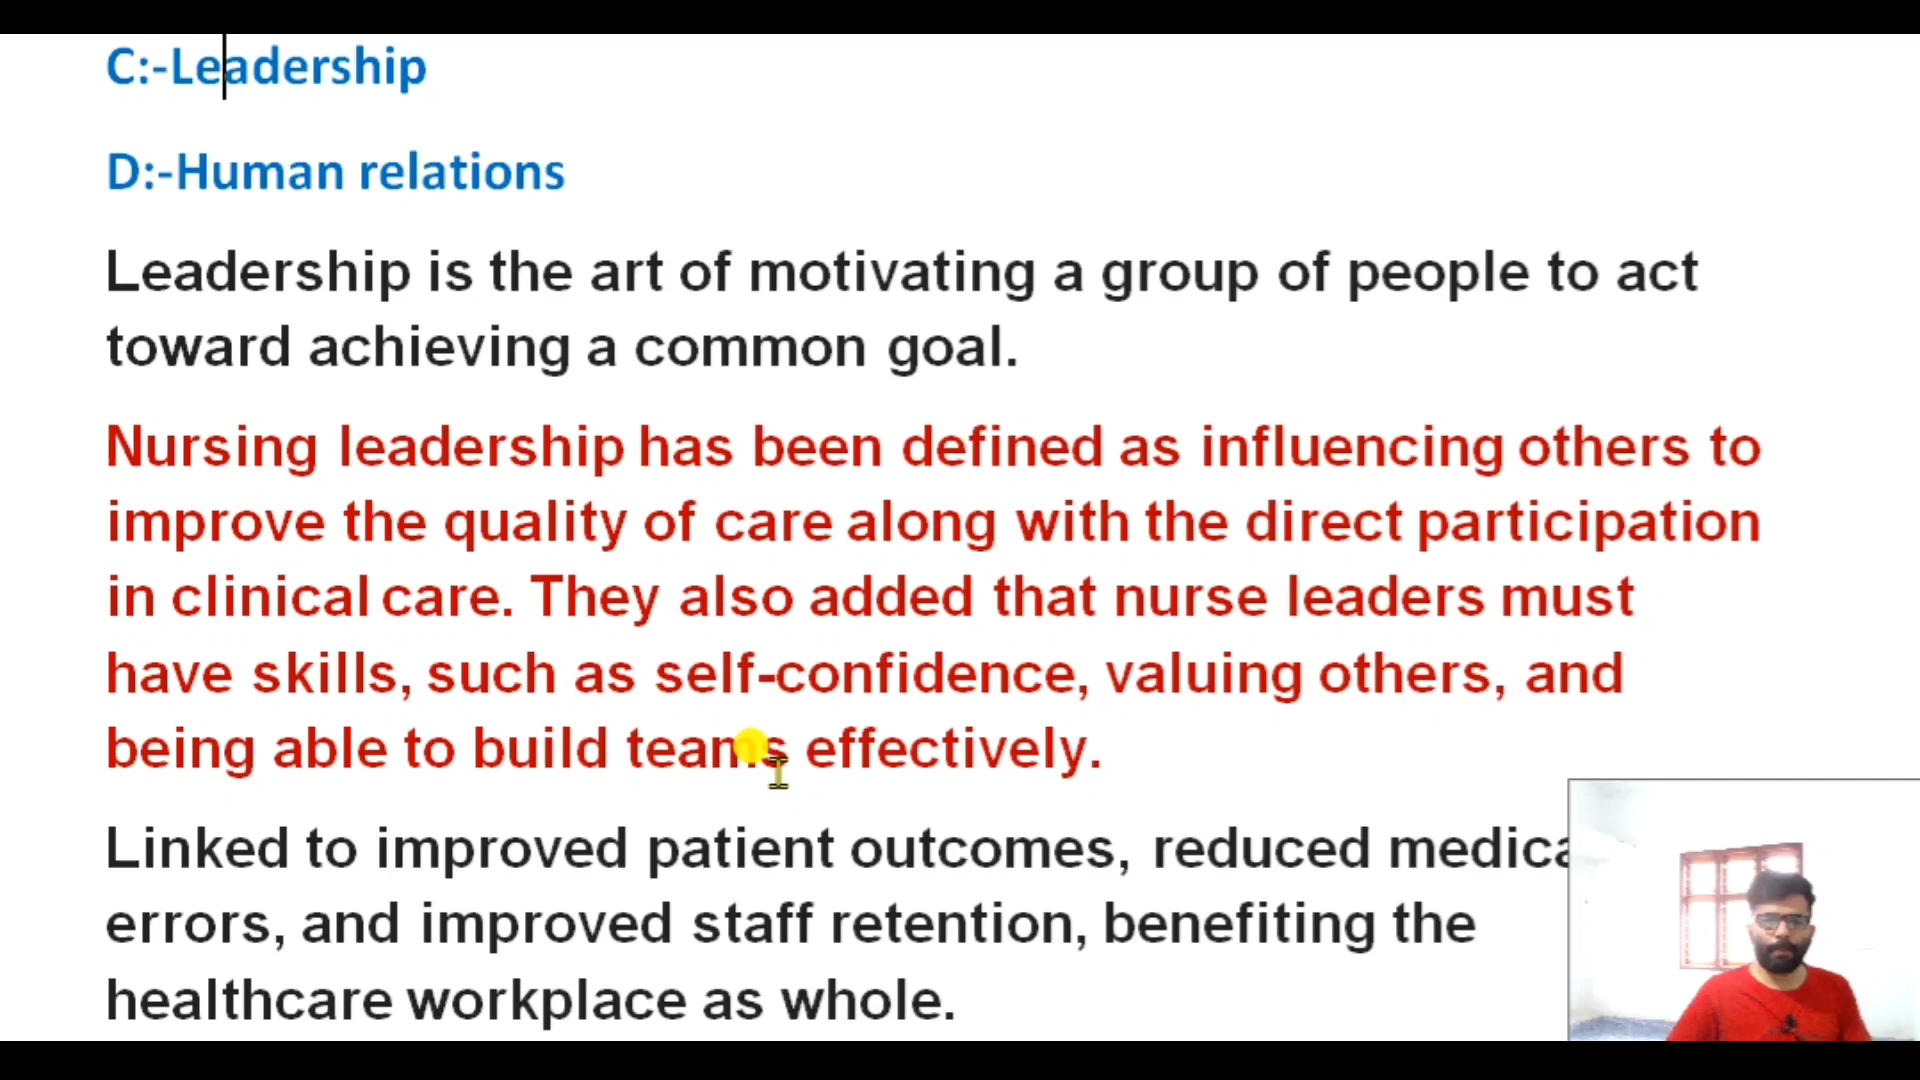 C:-Leadership
D:-Human relations
Leadership is the art of motivating a group of people to act
toward achieving a common goal.
Nursing leadership has been defined as influencing others to
improve the quality of care along with the direct participation
in clinical care. They also added that nurse leaders must
have skills, such as self-confidence, valuing others, and
being able to build teams effectively.
Linked to improved patient outcomes, reduced
errors, and improved staff retention, benefiting the
healthcare workplace as whole.